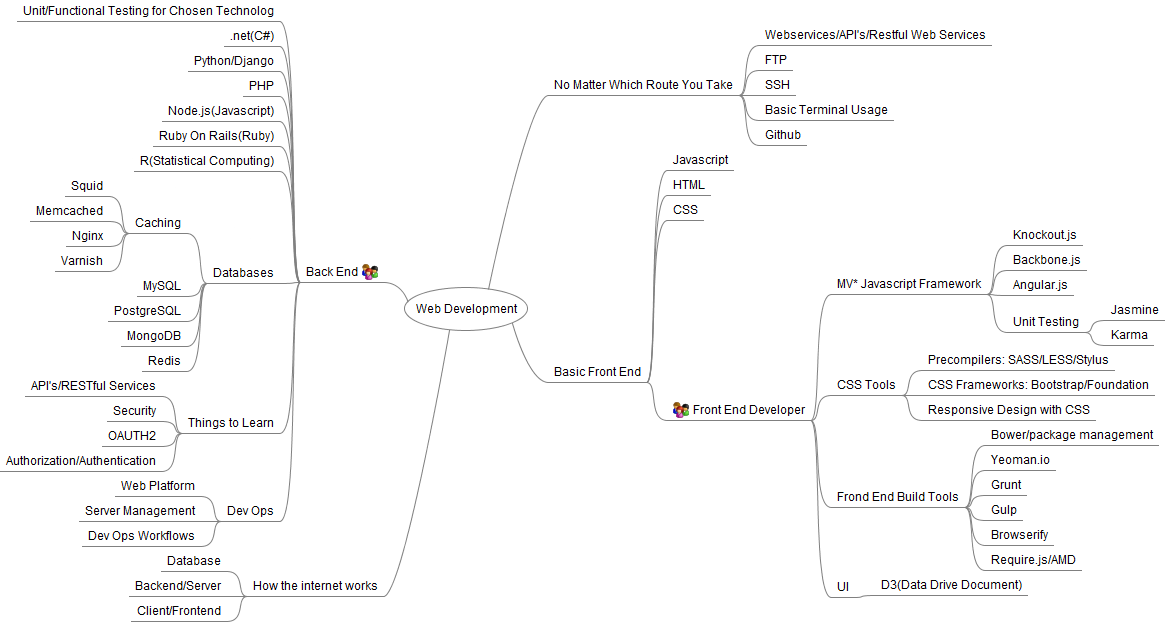 Unit/Functional Testing for Chosen Technolog
.net(C#)
Python/Django
PHP
Node.js(Javascript)
Ruby On Rails(Ruby)
R(Statistical Computing)
Squid
Memcached
Nginx
Varnish
Caching
MySQL
PostgreSQL
MongoDB
Redis
Databases
API's/RESTful Services
Security
OAUTH2
Authorization/Authentication
Things to Learn
Web Platform
Server Management
Dev Ops Workflows
Dev Ops
Back End
Database
Backend/Server
Client/Frontend
How the internet works
Web Development
No Matter Which Route You Take
Webservices/API's/Restful Web Services
FTP
SSH
Basic Terminal Usage
Github
Basic Front End
Javascript
HTML
CSS
Front End Developer
MV* Javascript Framework
Knockout.js
Backbone.js
Angular.js
Unit Testing
Jasmine
Karma
CSS Tools
Precompilers: SASS/LESS/Stylus
CSS Frameworks: Bootstrap/Foundation
Responsive Design with CSS
Frond End Build Tools
Bower/package management
Yeoman.io
Grunt
Gulp
Browserify
Require.js/AMD
UI
D3(Data Drive Document)